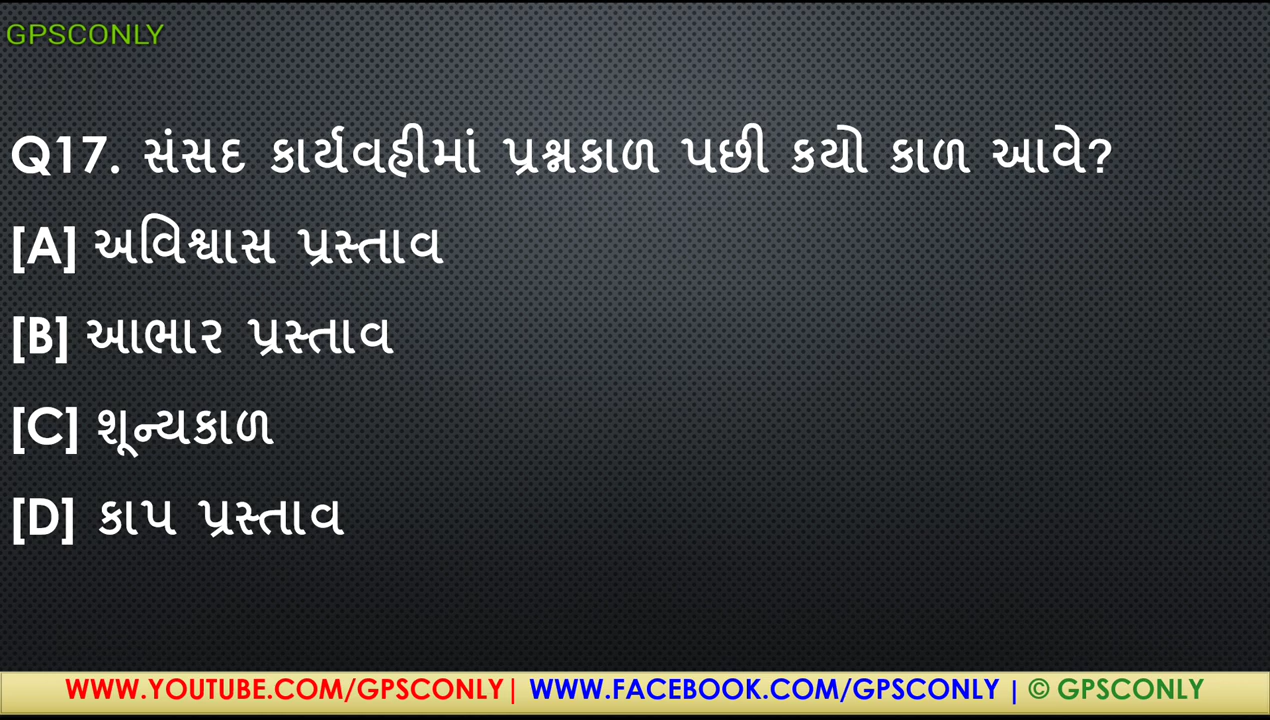 GPSCONLY
Q17. સંસદ કાર્યવહીમાં પ્રશ્નકાળ પછી કયો કાળ આવે?
[A] અવિશ્વાસ પ્રસ્તાવ
[B] આભાર પ્રસ્તાવ
[C] શૂન્યકાળ
[D] કાપ પ્રસ્તાવ
WWW.YOUTUBE.COM/GPSCONLY| WWW.FACEBOOK.COM/GPSCONLY | © GPSCONLY